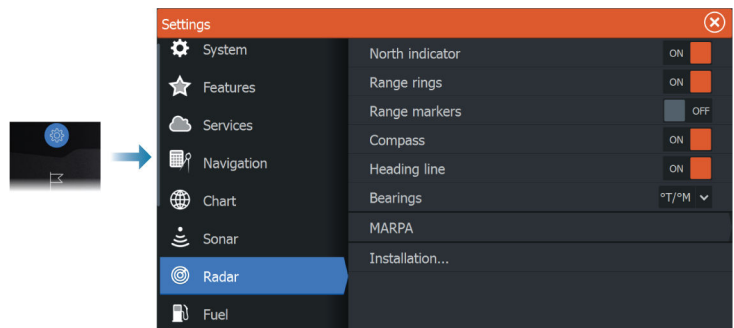 Settings
System
Features
Services
Navigation
Chart
Sonar
Radar
Fuel
North indicator ON
Range rings ON
Range markers OFF
Compass ON
Heading line ON
Bearings °T/°M
MARPA
Installation...